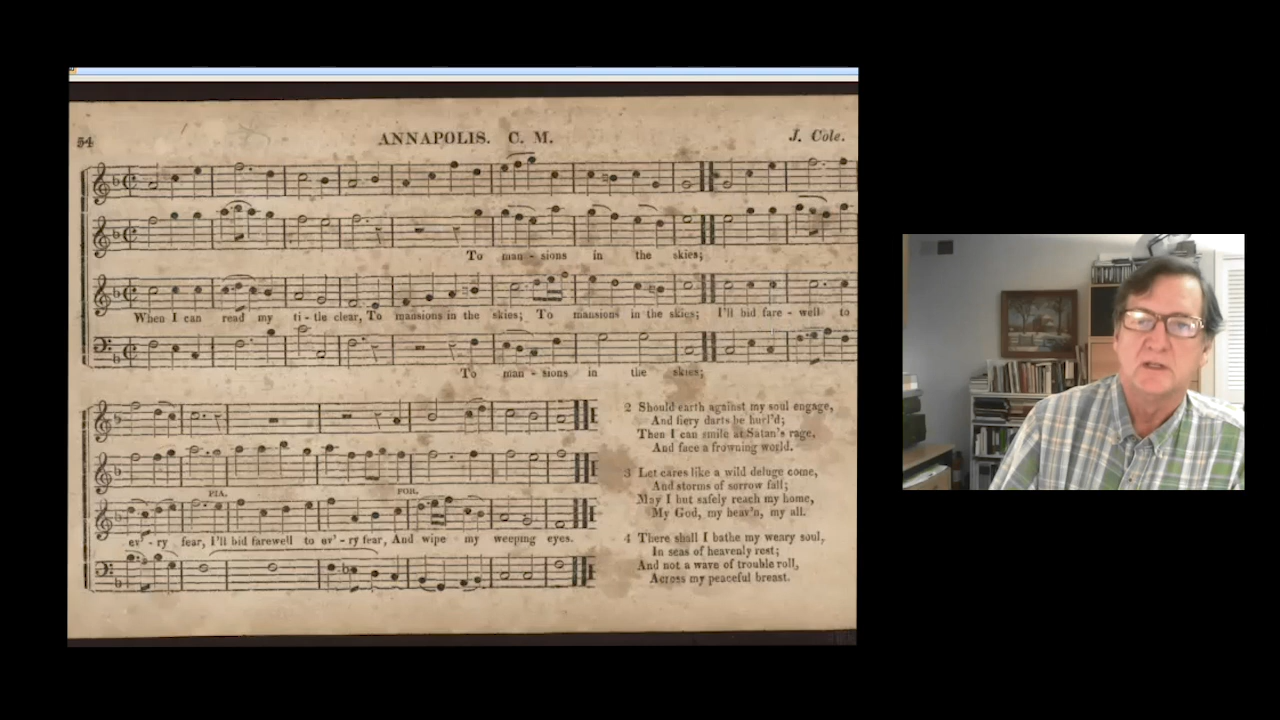 54
ANNAPOLIS. C. M.
J. Cole.
To man - sions in the skies;
When I can read my ti - tle clear, To mansions in the skies; To mansions in the skies; I'll bid fare - well to
To man - sions in the skies;
PIA. FOR.
ev' - ry fear, I'll bid farewell to ev' - ry fear, And wipe my weeping eyes.
2 Should earth against my soul engage,
And fiery darts be hurl'd;
Then I can smile at Satan's rage,
And face a frowning world.
3 Let cares like a wild deluge come,
And storms of sorrow fall;
May I but safely reach my home,
My God, my heav'n, my all.
4 There shall I bathe my weary soul,
In seas of heavenly rest;
And not a wave of trouble roll,
Across my peaceful breast.